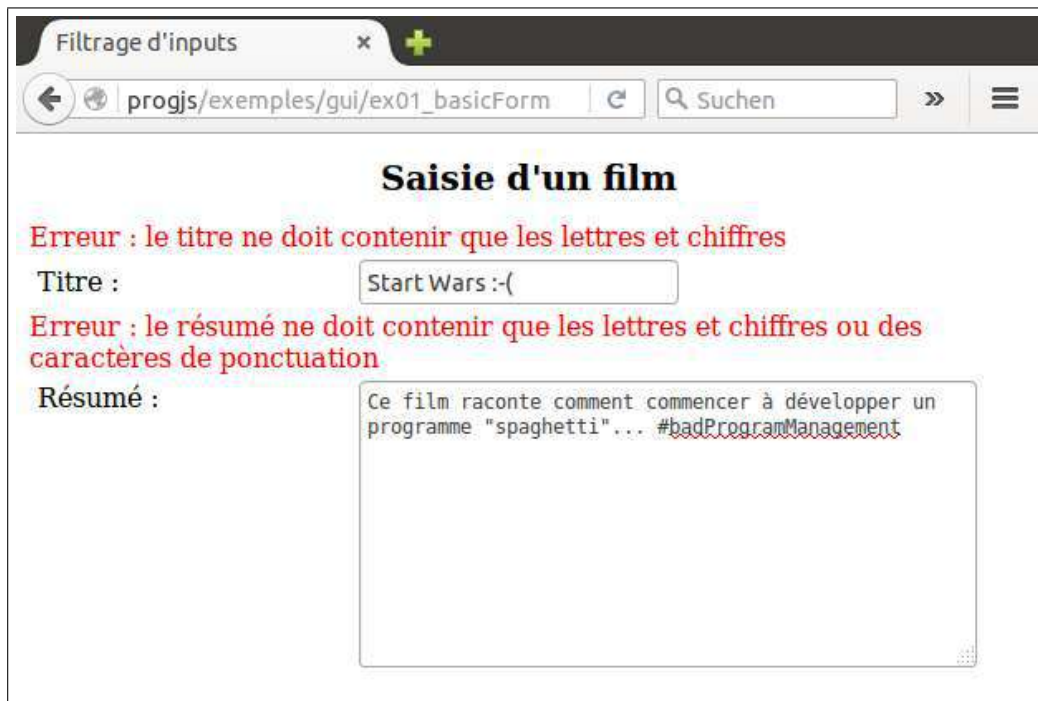 Filtrage d'inputs ×
progjs/exemples/gui/ex01_basicForm Suchen »
Saisie d'un film
Erreur : le titre ne doit contenir que les lettres et chiffres
Titre : Start Wars :-(
Erreur : le résumé ne doit contenir que les lettres et chiffres ou des
caractères de ponctuation
Résumé : Ce film raconte comment commencer à développer un
programme "spaghetti"... #badProgramManagement